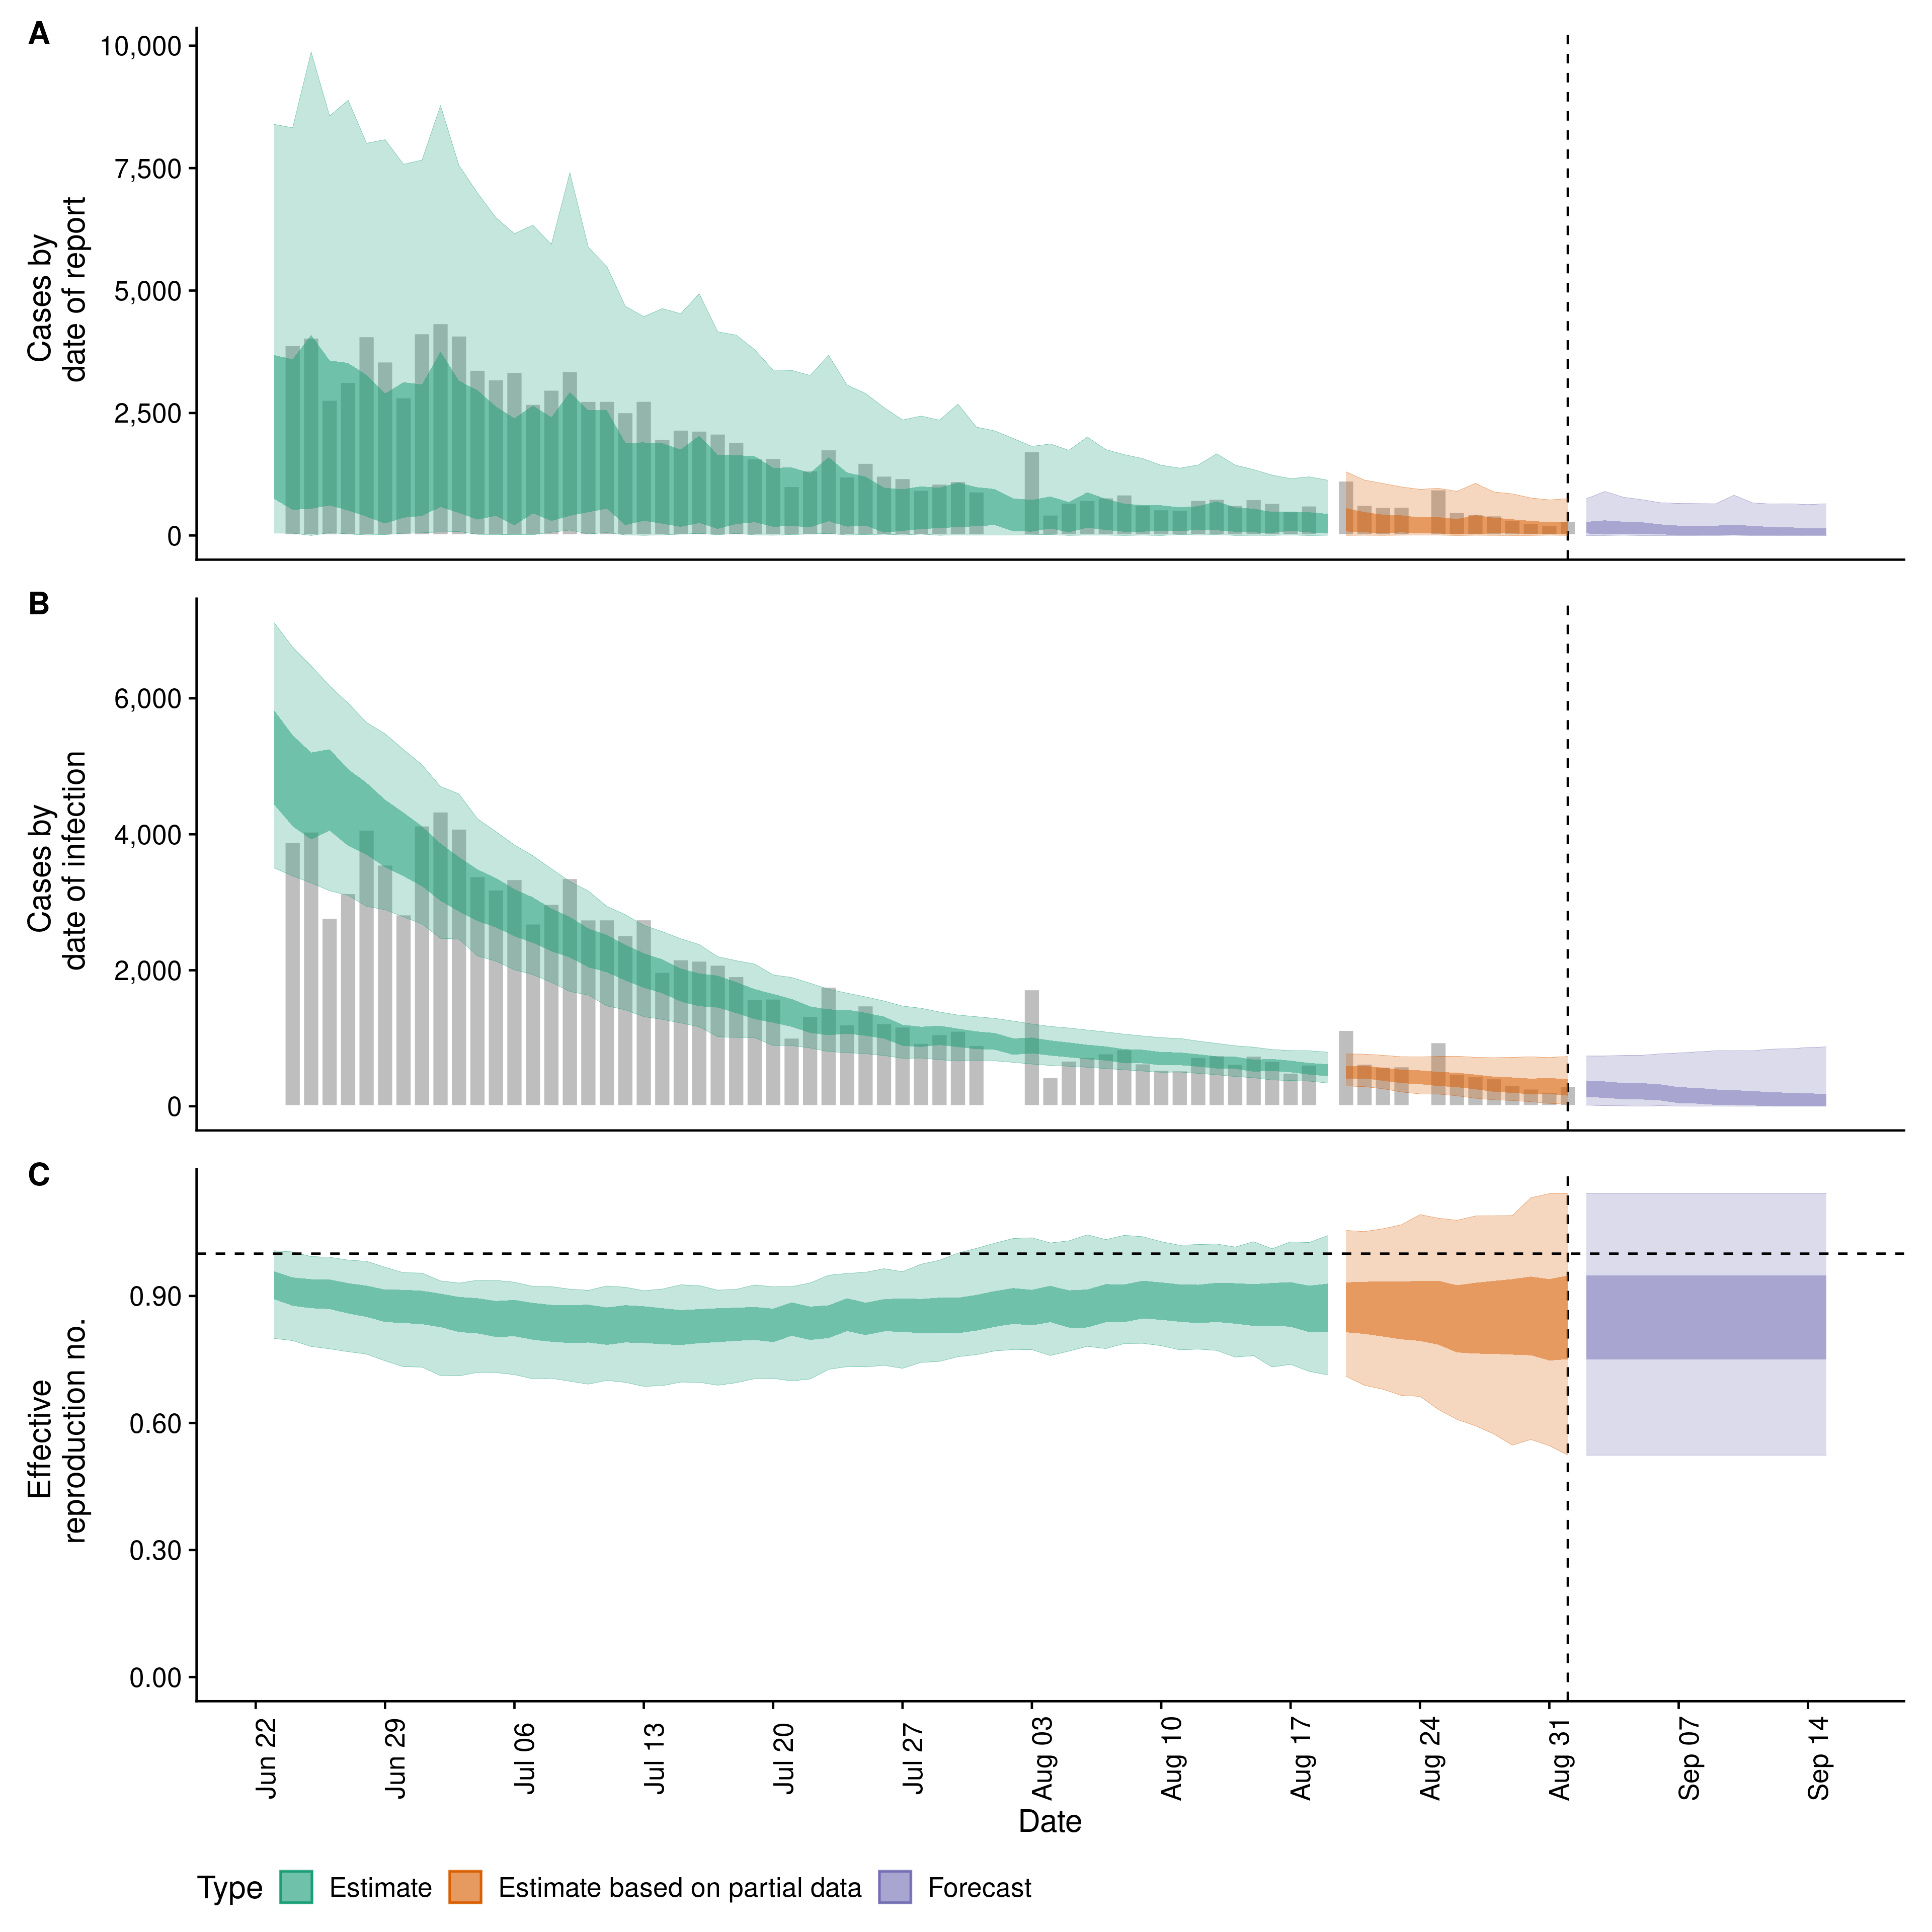 A
10,000
7,500
5,000
2,500
0
Cases by
date of report
B
6,000
4,000
2,000
0
Cases by
date of infection
C
0.90
0.60
0.30
0.00
Effective
reproduction no.
Jun 22
Jun 29
Jul 06
Jul 13
Jul 20
Jul 27
Aug 03
Aug 10
Aug 17
Aug 24
Aug 31
Sep 07
Sep 14
Date
Type Estimate Estimate based on partial data Forecast